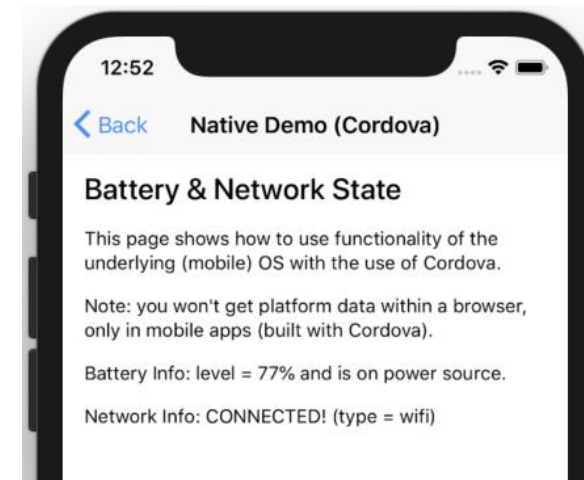 12:52
Back Native Demo (Cordova)
Battery & Network State
This page shows how to use functionality of the
underlying (mobile) OS with the use of Cordova.
Note: you won't get platform data within a browser,
only in mobile apps (built with Cordova).
Battery Info: level = 77% and is on power source.
Network Info: CONNECTED! (type = wifi)